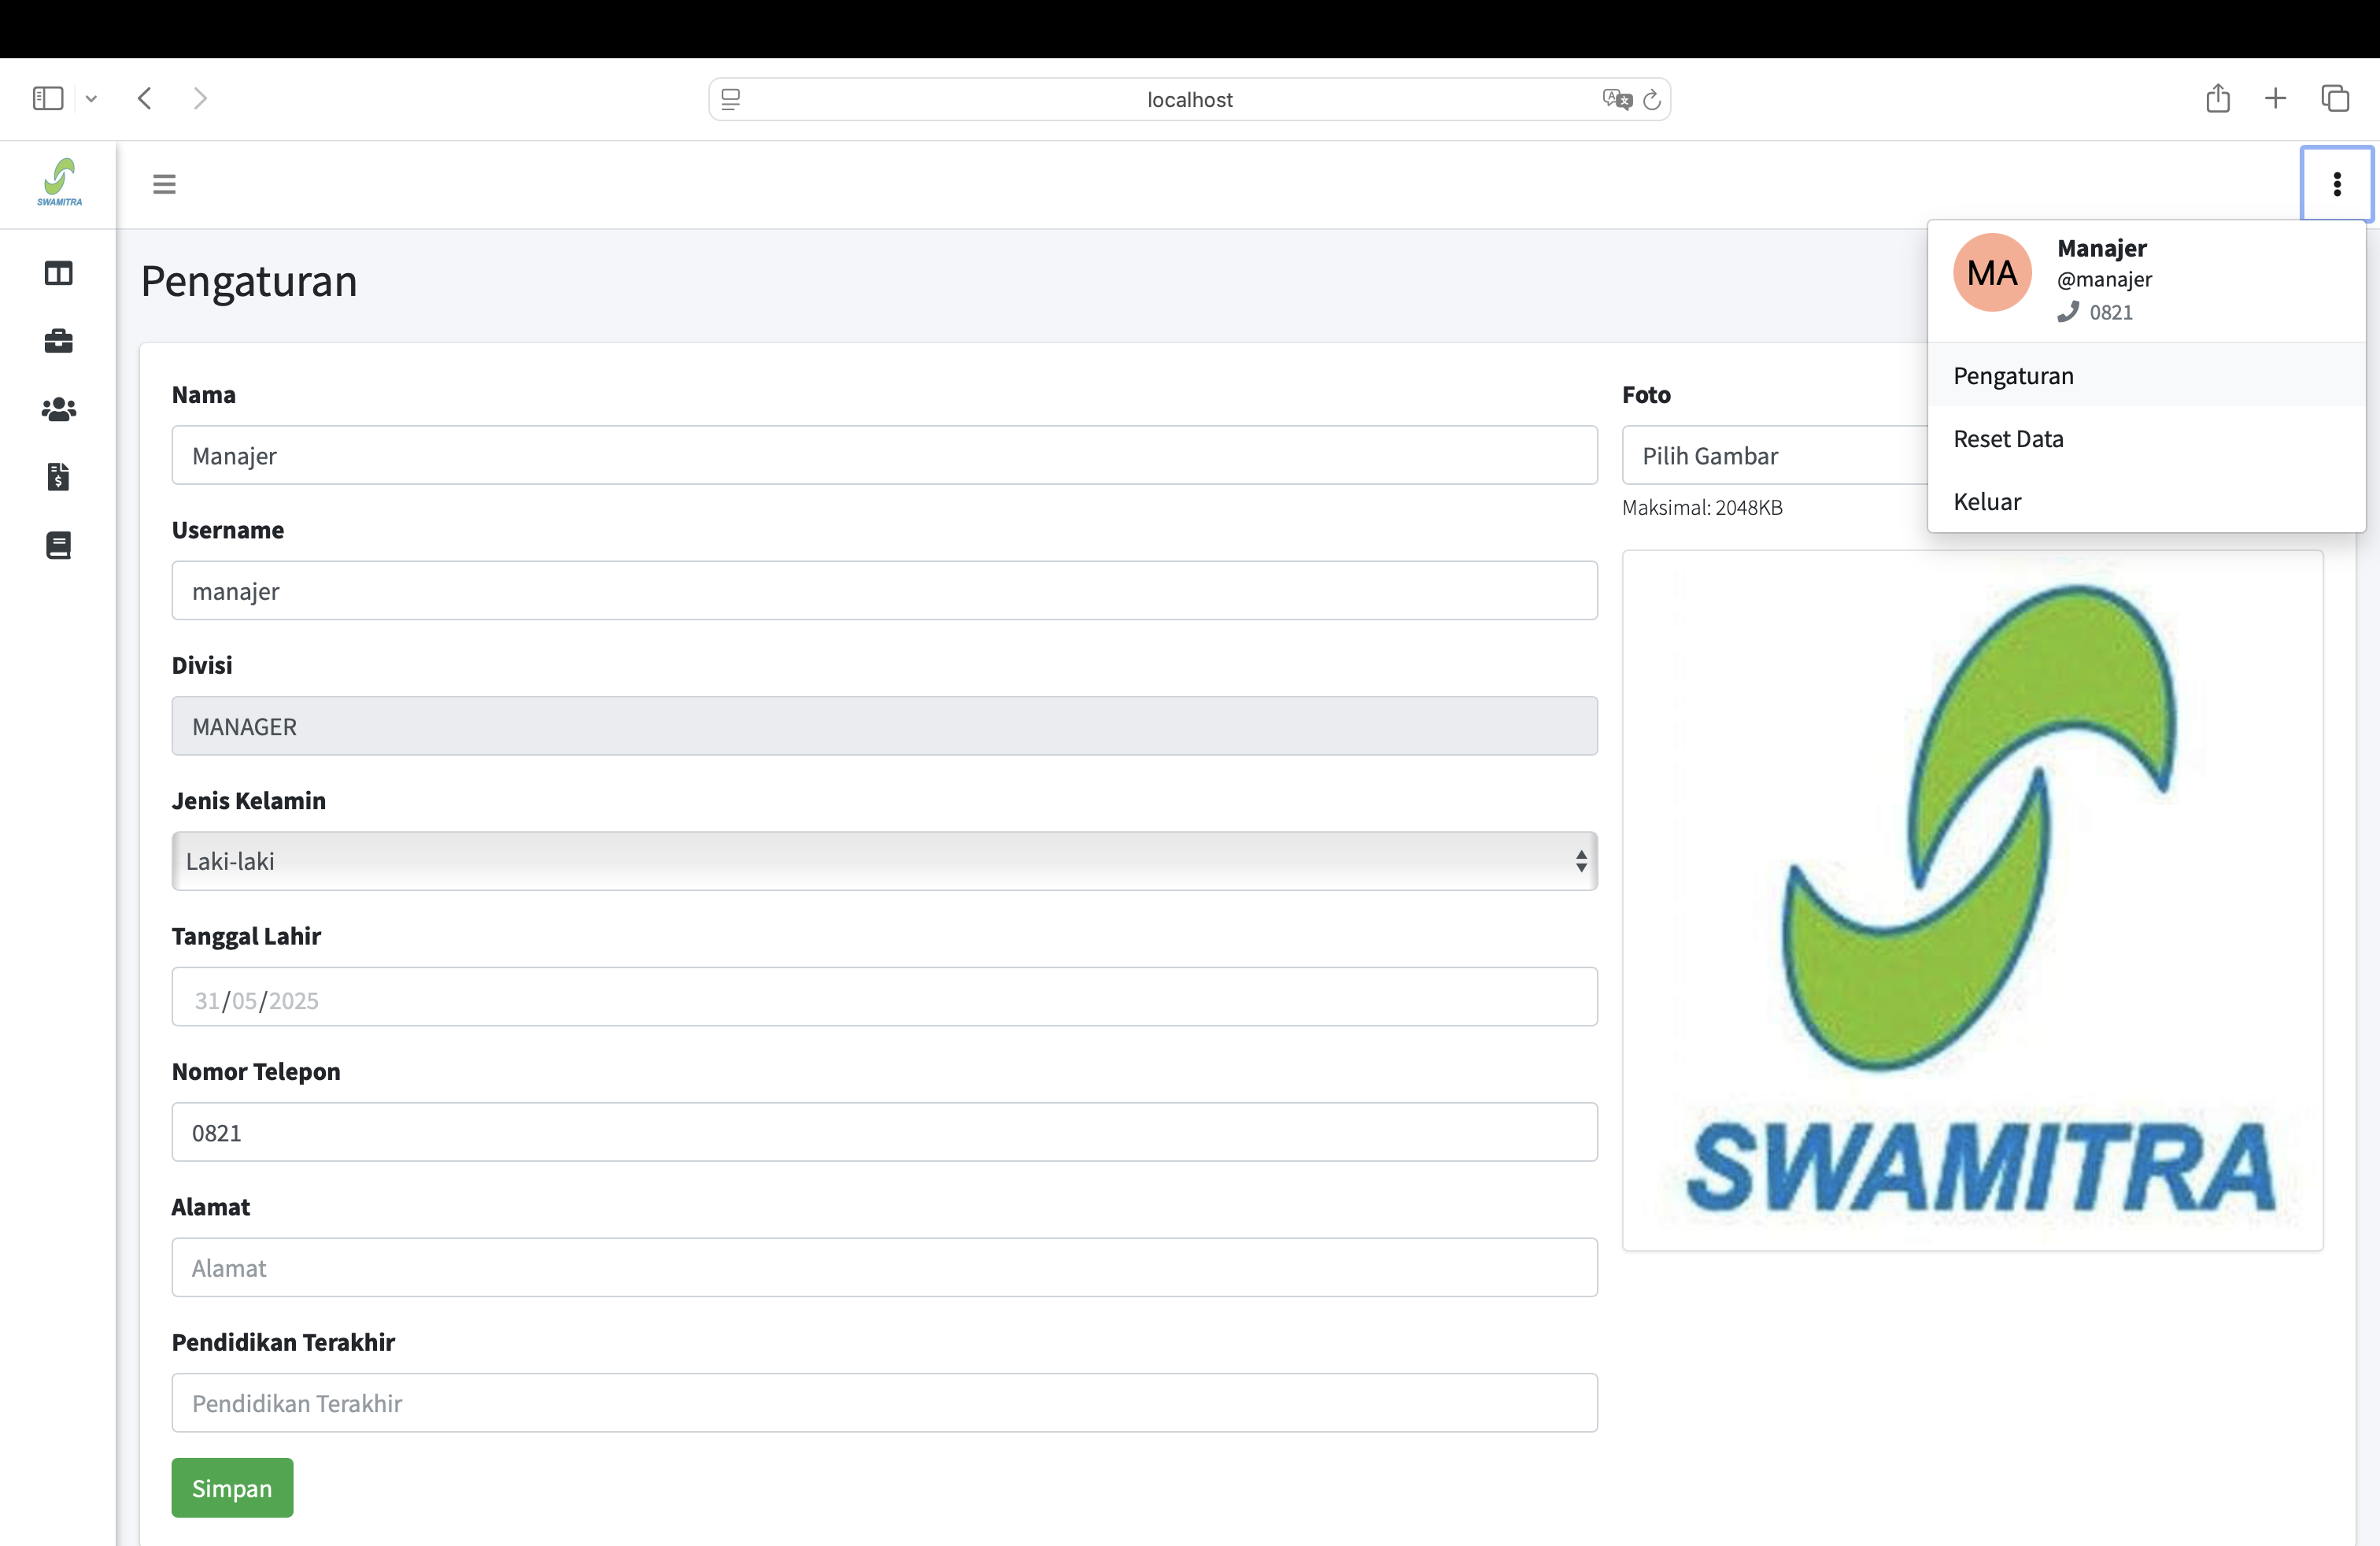 localhost
SWAMITRA
Pengaturan
MA
Manajer
@manajer
0821
Pengaturan
Reset Data
Keluar
Nama
Manajer
Username
manajer
Divisi
MANAGER
Jenis Kelamin
Laki-laki
Tanggal Lahir
31/05/2025
Nomor Telepon
0821
Alamat
Alamat
Pendidikan Terakhir
Pendidikan Terakhir
Simpan
Foto
Pilih Gambar
Maksimal: 2048KB
SWAMITRA